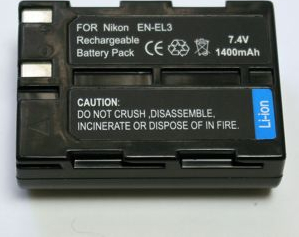 FOR Nikon EN-EL3
Rechargeable 7.4V
Battery Pack CE 1400mAh
CAUTION:
DO NOT CRUSH ,DISASSEMBLE,
INCINERATE OR DISPOSE OF IN FIRE.
Li-ion